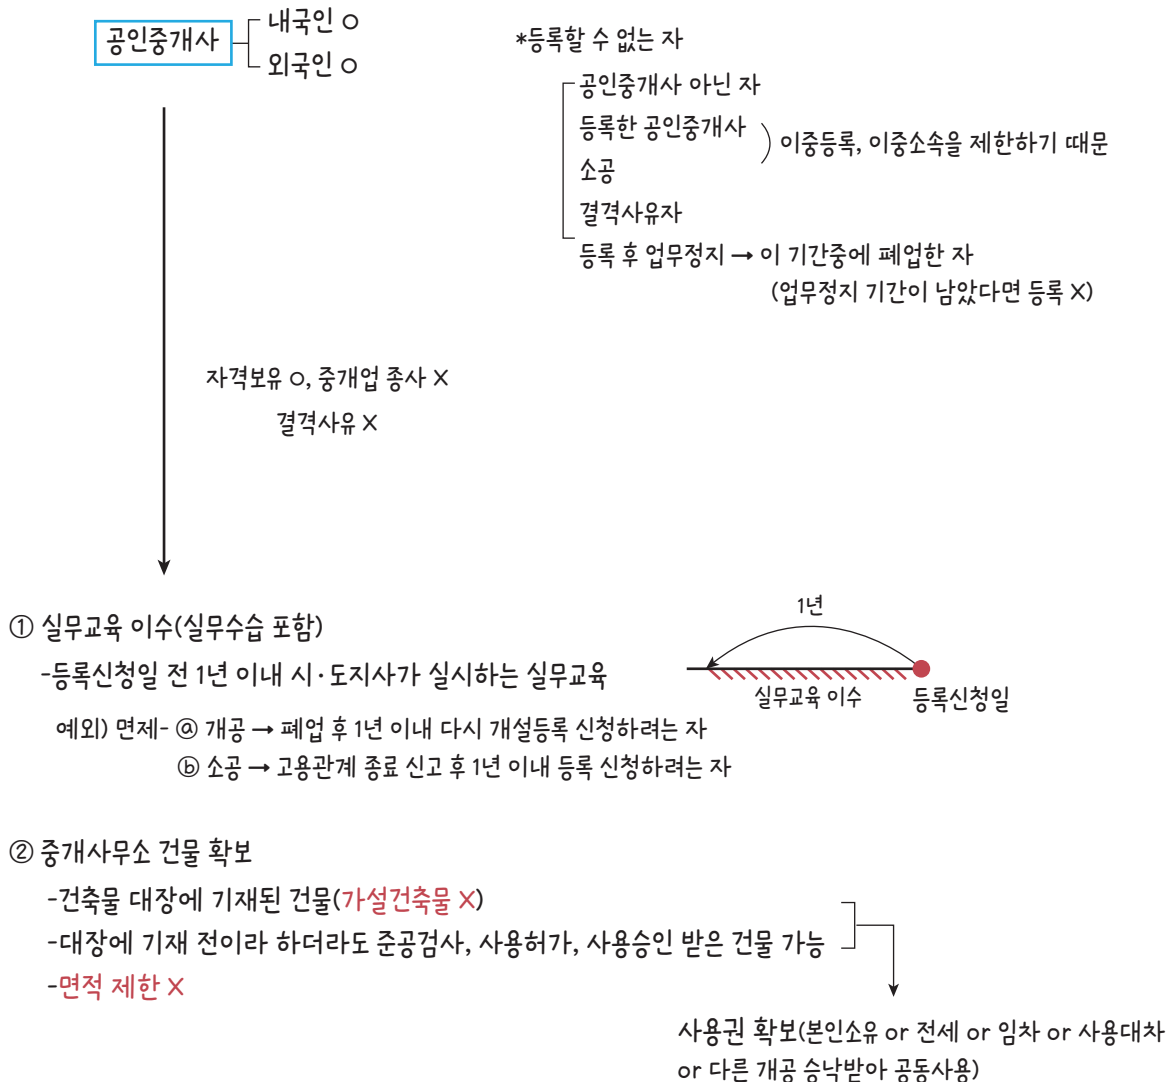 공인중개사
내국인 ○
외국인 ○
*등록할 수 없는 자
공인중개사 아닌 자
등록한 공인중개사
이중등록, 이중소속을 제한하기 때문
소공
결격사유자
등록 후 업무정지 → 이 기간중에 폐업한 자
(업무정지 기간이 남았다면 등록 X)
자격보유 ○, 중개업 종사 X
결격사유 X
① 실무교육 이수(실무수습 포함)
-등록신청일 전 1년 이내 시·도지사가 실시하는 실무교육
예외) 면제- ⓐ 개공 → 폐업 후 1년 이내 다시 개설등록 신청하려는 자
ⓑ 소공 → 고용관계 종료 신고 후 1년 이내 등록 신청하려는 자
1년
실무교육 이수
등록신청일
② 중개사무소 건물 확보
-건축물 대장에 기재된 건물(가설건축물 X)
-대장에 기재 전이라 하더라도 준공검사, 사용허가, 사용승인 받은 건물 가능
-면적 제한 X
사용권 확보(본인소유 or 전세 or 임차 or 사용대차
or 다른 개공 승낙받아 공동사용)